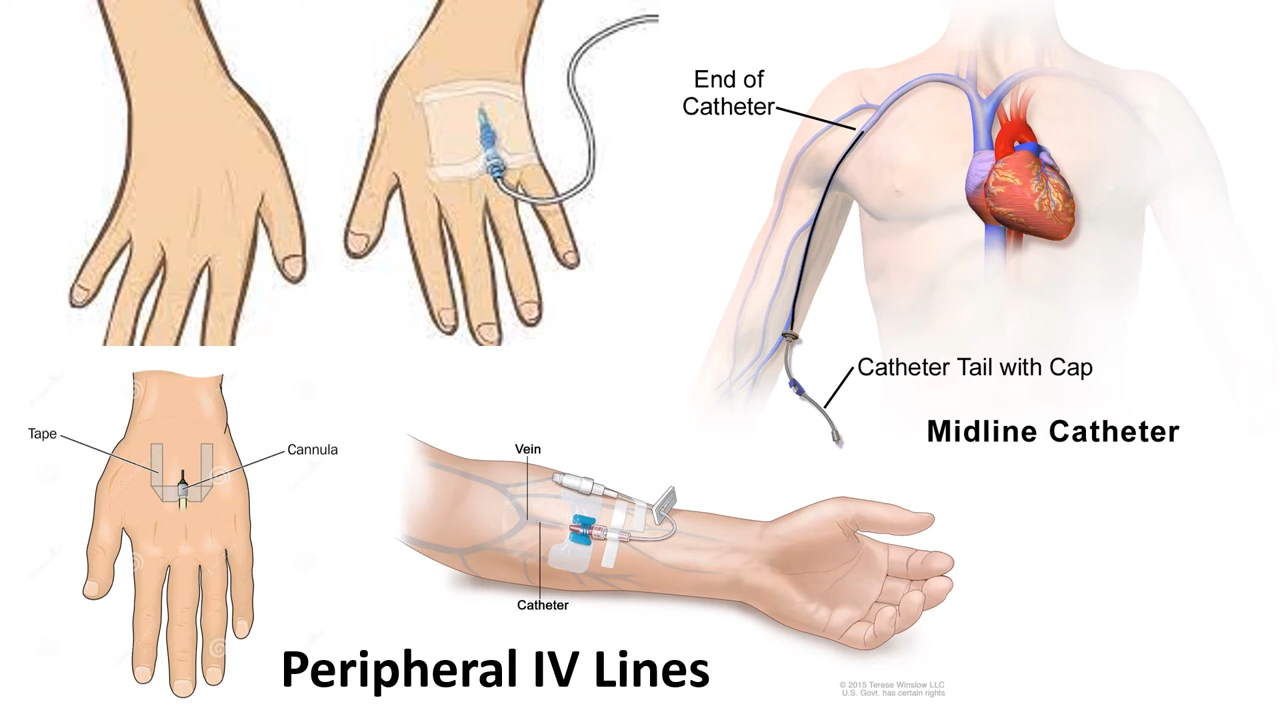 End of
Catheter
Catheter Tail with Cap
Midline Catheter
Tape
Cannula
Vein
Catheter
Peripheral IV Lines
© 2015 Terese Winslow LLC
U.S. Govt. has certain rights